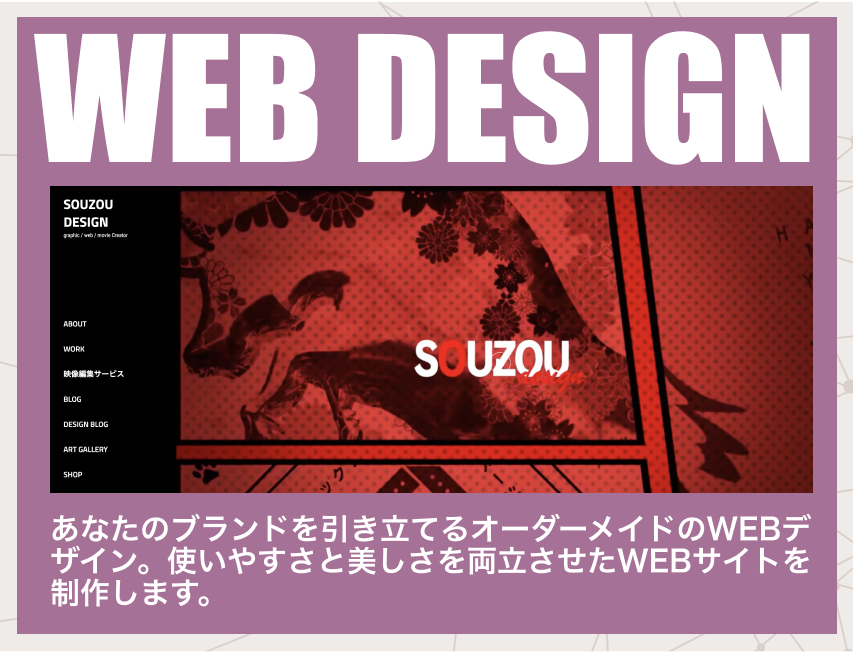 WEB DESIGN
SOUZOU
DESIGN
graphic / web / movie Creator
ABOUT
WORK
映像編集サービス
BLOG
DESIGN BLOG
ART GALLERY
SHOP
SOUZOU
design
あなたのブランドを引き立てるオーダーメイドのWEBデ
ザイン。使いやすさと美しさを両立させたWEBサイトを
制作します。